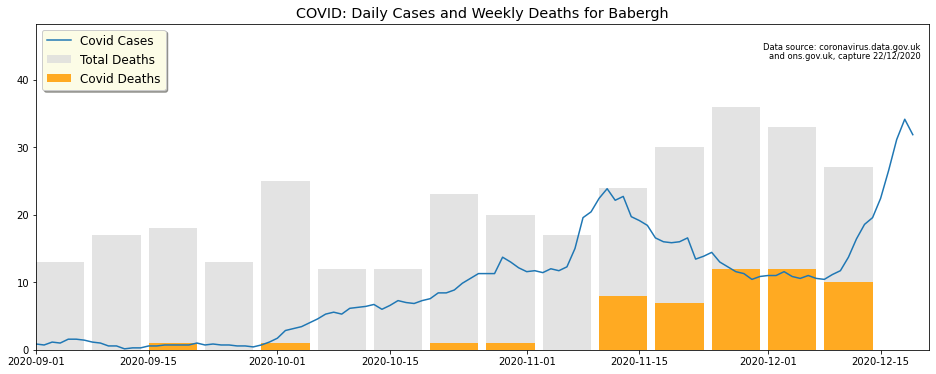 COVID: Daily Cases and Weekly Deaths for Babergh
Covid Cases
Total Deaths
Covid Deaths
Data source: coronavirus.data.gov.uk
and ons.gov.uk, capture 22/12/2020
40
30
20
10
0
2020-09-01 2020-09-15 2020-10-01 2020-10-15 2020-11-01 2020-11-15 2020-12-01 2020-12-15